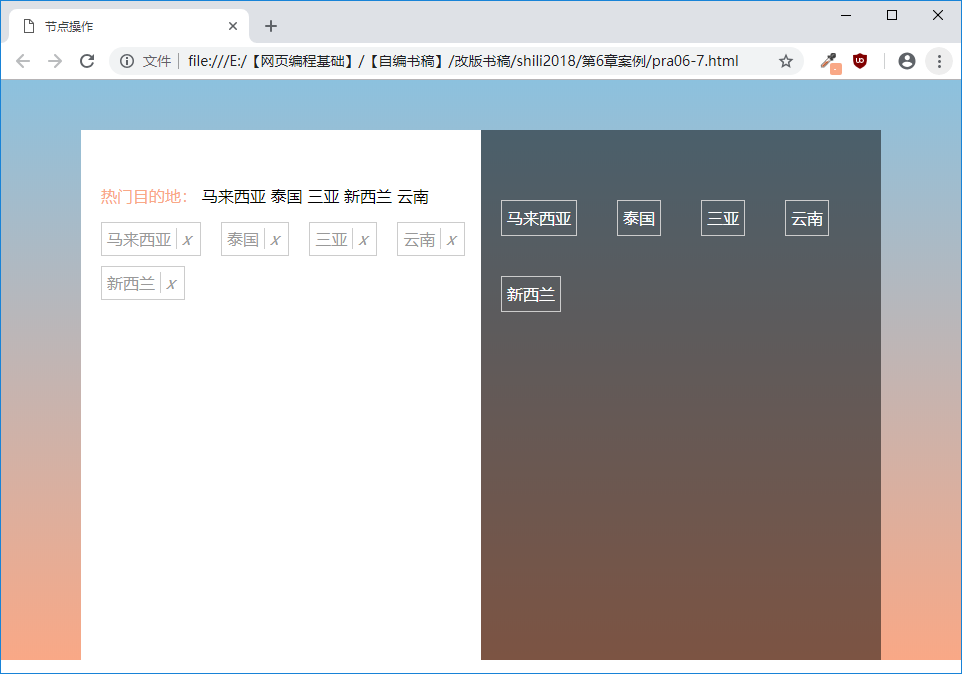 节点操作
文件 file:///E:/【网页编程基础】/【自编书稿】/改版书稿/shili2018/第6章案例/pra06-7.html
热门目的地： 马来西亚 泰国 三亚 新西兰 云南
马来西亚 x 泰国 x 三亚 x 云南 x
新西兰 x
马来西亚 泰国 三亚 云南
新西兰